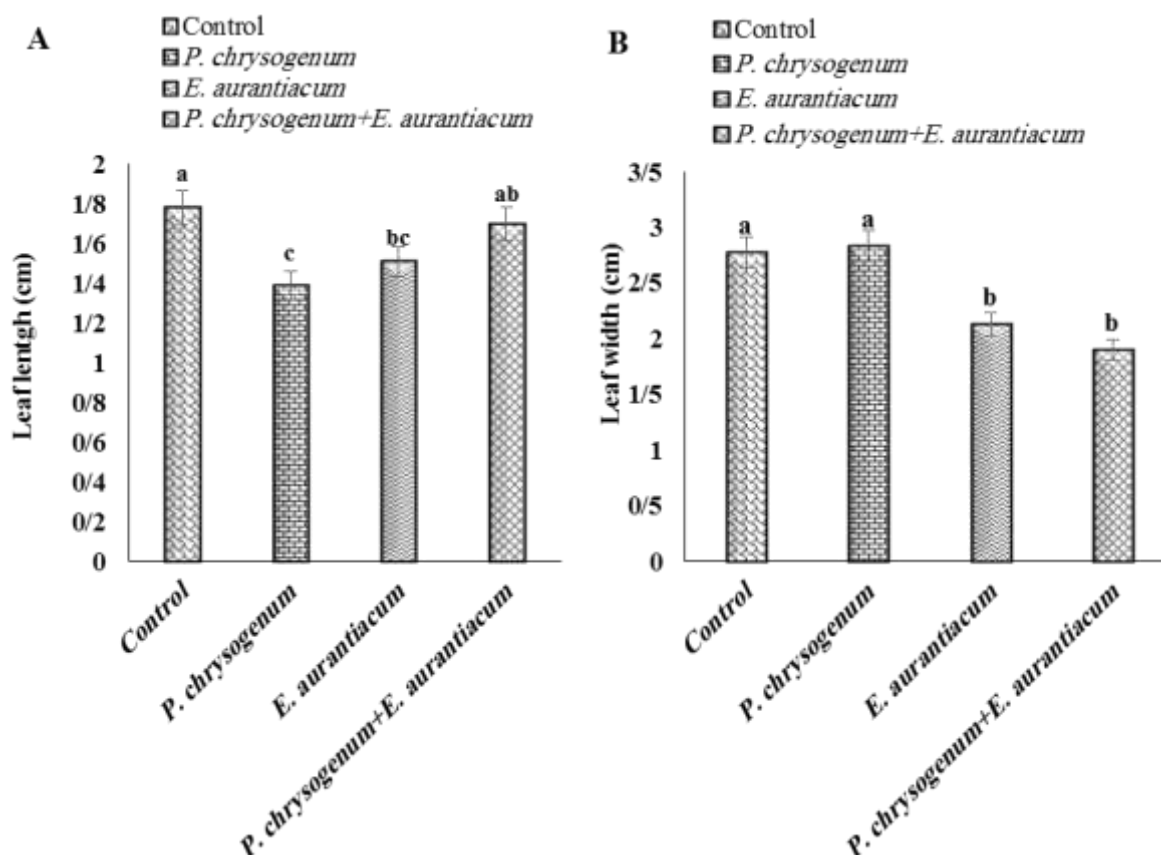 A
Control
P. chrysogenum
E. aurantiacum
P. chrysogenum+E. aurantiacum
2
1/8
1/6
1/4
1/2
1
0/8
0/6
0/4
0/2
0
Leaf lentgh (cm)
a
c
bc
ab
Control
P. chrysogenum
E. aurantiacum
P. chrysogenum+E. aurantiacum
B
Control
P. chrysogenum
E. aurantiacum
P. chrysogenum+E. aurantiacum
3/5
3
2/5
2
1/5
1
0/5
0
Leaf width (cm)
a
a
b
b
Control
P. chrysogenum
E. aurantiacum
P. chrysogenum+E. aurantiacum